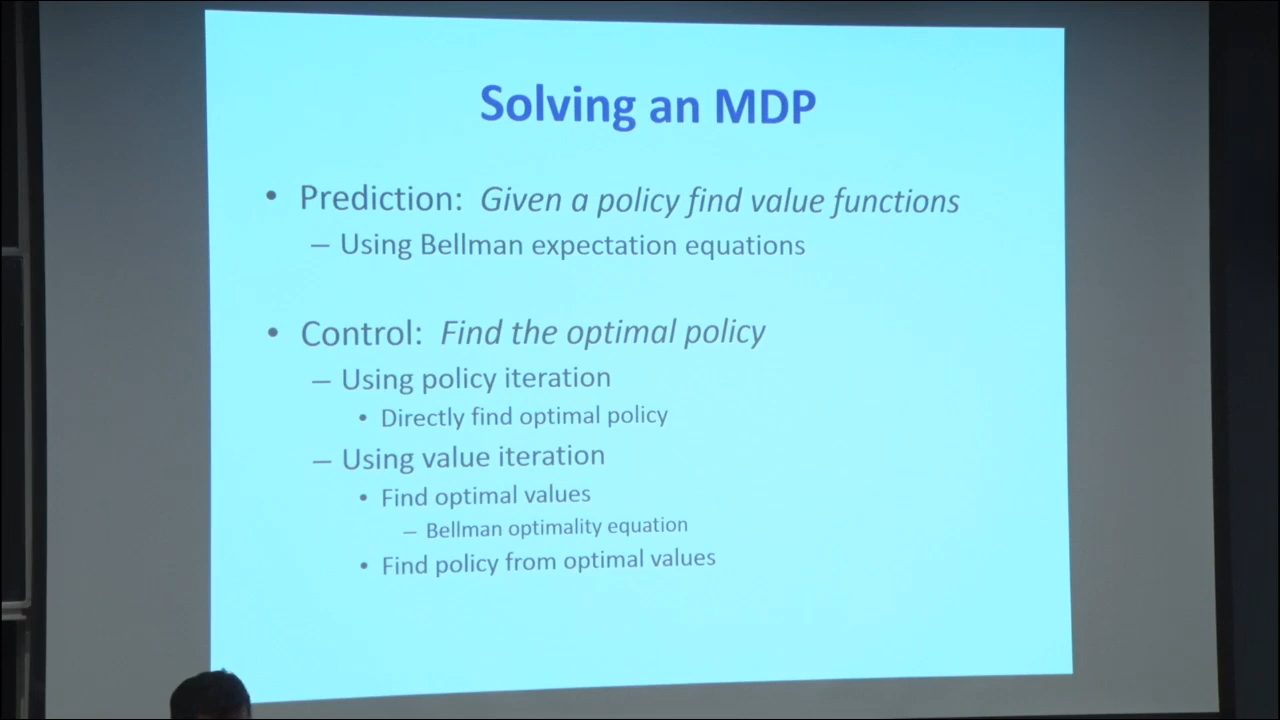 Solving an MDP
• Prediction: Given a policy find value functions
– Using Bellman expectation equations
• Control: Find the optimal policy
– Using policy iteration
• Directly find optimal policy
– Using value iteration
• Find optimal values
– Bellman optimality equation
• Find policy from optimal values